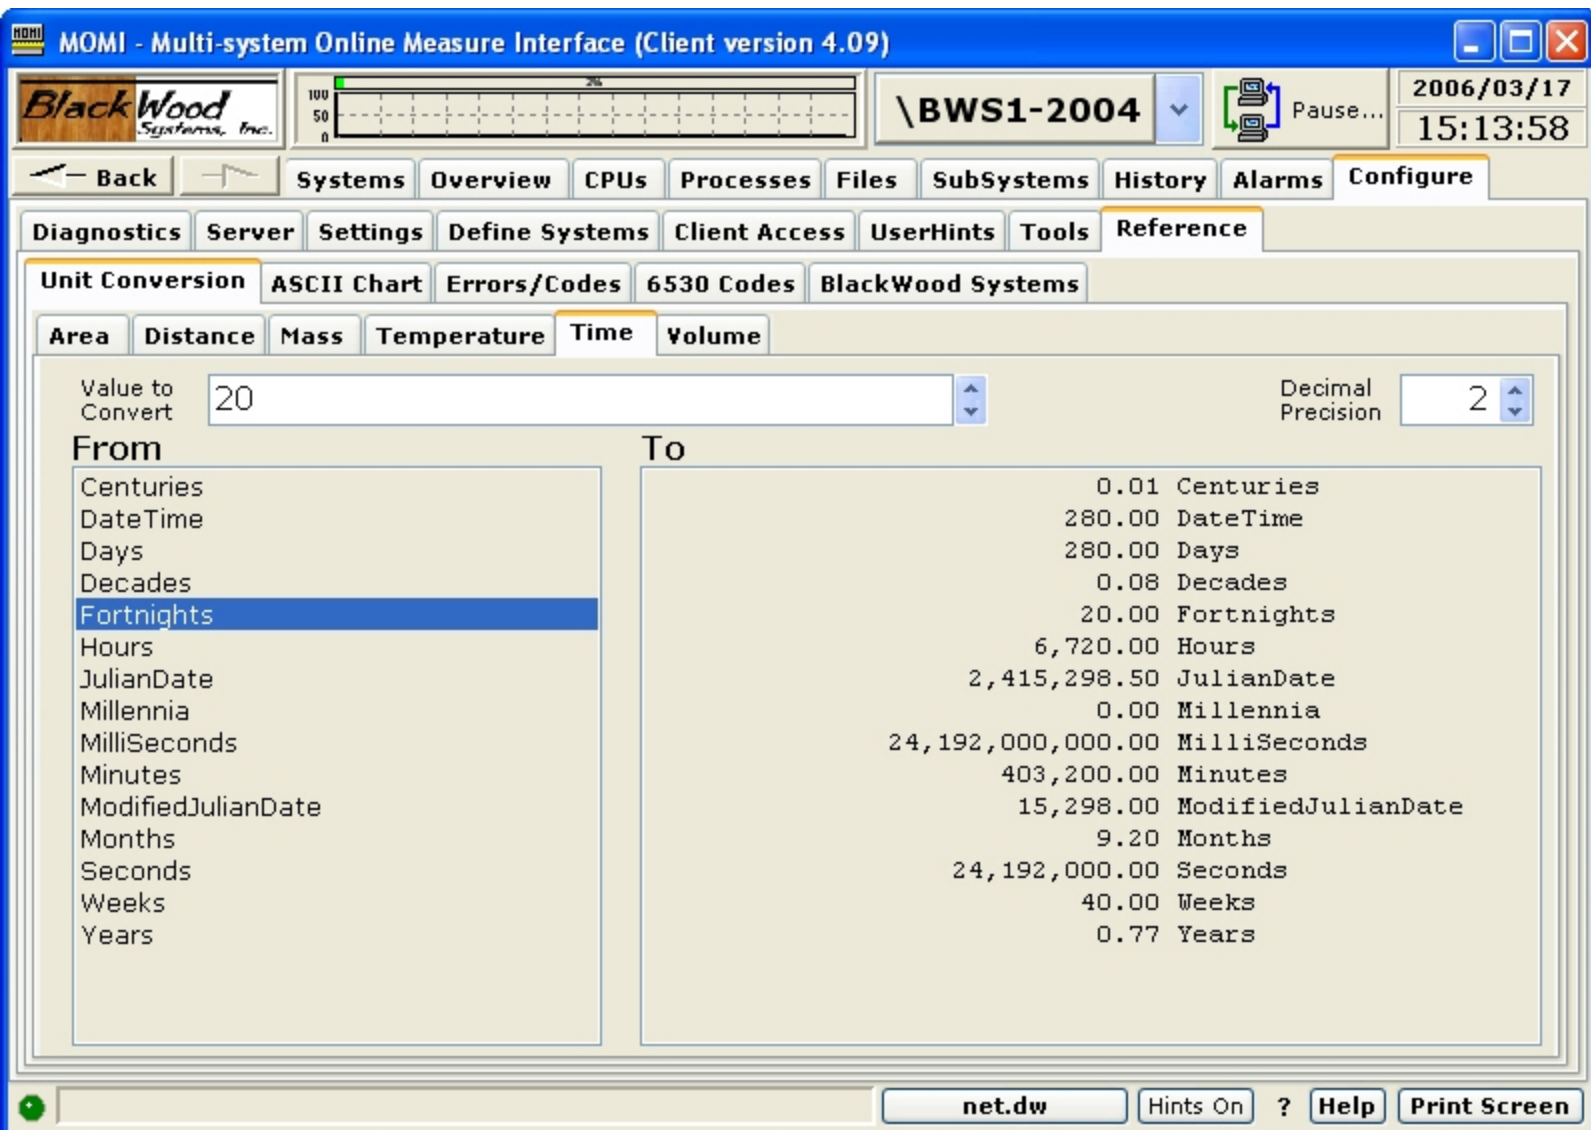 MOMI
MOMI - Multi-system Online Measure Interface (Client version 4.09)
BlackWood
Systems, Inc.
2%
100
50
0
\BWS1-2004
Pause...
2006/03/17
15:13:58
Back
Systems Overview CPUs Processes Files SubSystems History Alarms Configure
Diagnostics Server Settings Define Systems Client Access UserHints Tools Reference
Unit Conversion ASCII Chart Errors/Codes 6530 Codes BlackWood Systems
Area Distance Mass Temperature Time Volume
Value to
Convert
20
Decimal
Precision
2
From
Centuries
DateTime
Days
Decades
Fortnights
Hours
JulianDate
Millennia
MilliSeconds
Minutes
ModifiedJulianDate
Months
Seconds
Weeks
Years
To
0.01 Centuries
280.00 DateTime
280.00 Days
0.08 Decades
20.00 Fortnights
6,720.00 Hours
2,415,298.50 JulianDate
0.00 Millennia
24,192,000,000.00 MilliSeconds
403,200.00 Minutes
15,298.00 ModifiedJulianDate
9.20 Months
24,192,000.00 Seconds
40.00 Weeks
0.77 Years
net.dw Hints On ? Help Print Screen